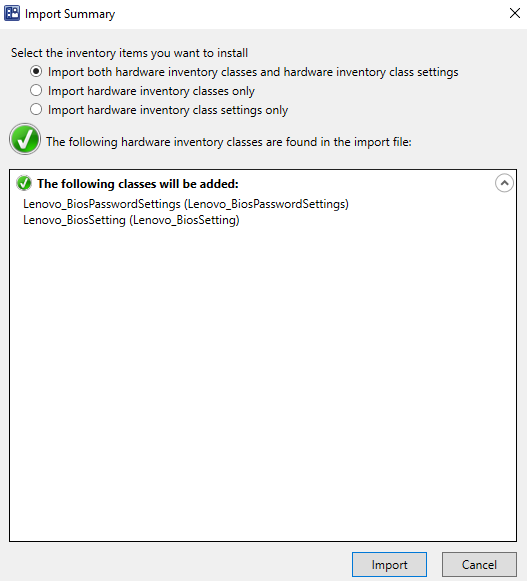 Import Summary
Select the inventory items you want to install
Import both hardware inventory classes and hardware inventory class settings
Import hardware inventory classes only
Import hardware inventory class settings only
The following hardware inventory classes are found in the import file:
The following classes will be added:
Lenovo_BiosPasswordSettings (Lenovo_BiosPasswordSettings)
Lenovo_BiosSetting (Lenovo_BiosSetting)
Import
Cancel